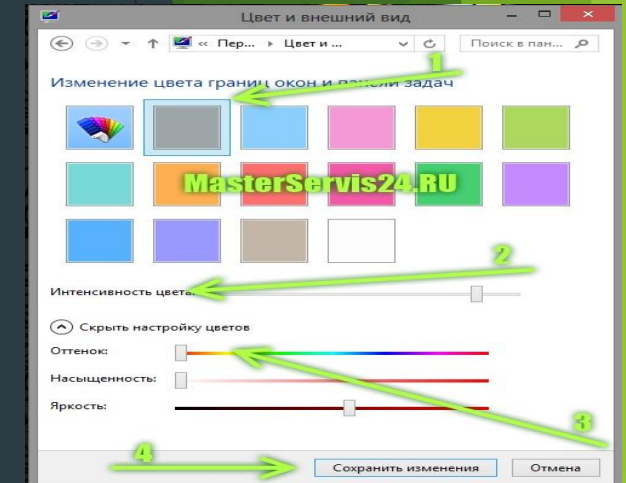 Цвет и внешний вид
« Пер... Цвет и ... Поиск в пан...
1
Изменение цвета границ окон и панели задач
MasterServis24.RU
2
Интенсивность цвета:
Скрыть настройку цветов
Оттенок:
Насыщенность:
Яркость:
3
4
Сохранить изменения Отмена